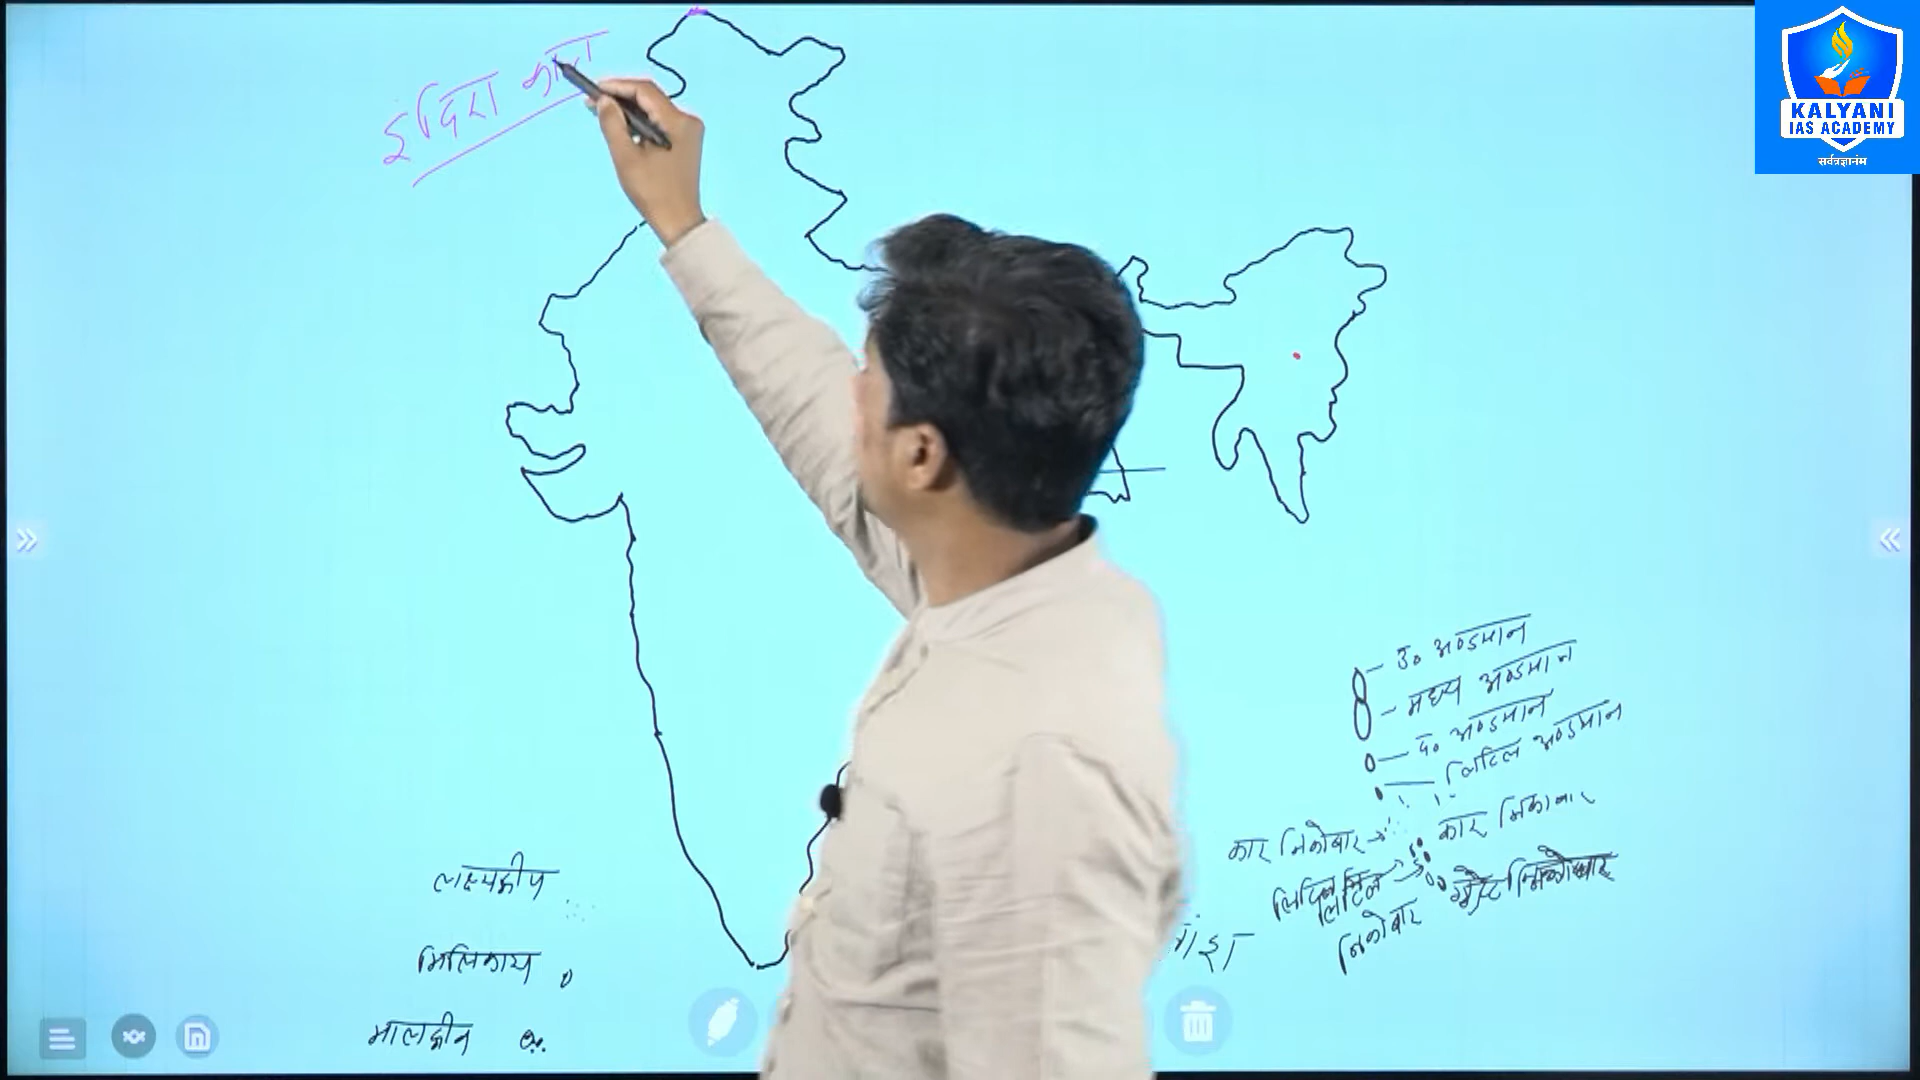 इंदिरा काल
KALYANI
IAS ACADEMY
सर्वत्रज्ञानंम
उ० अण्डमान
मध्य अण्डमान
द० अण्डमान
लिटिल अण्डमान
कार निकोबार
कार निकोबार
लिटिल
लिटिल
निकोबार
ग्रेट निकोबार
लक्ष्यद्वीप
मिनिकाय
मालद्वीव